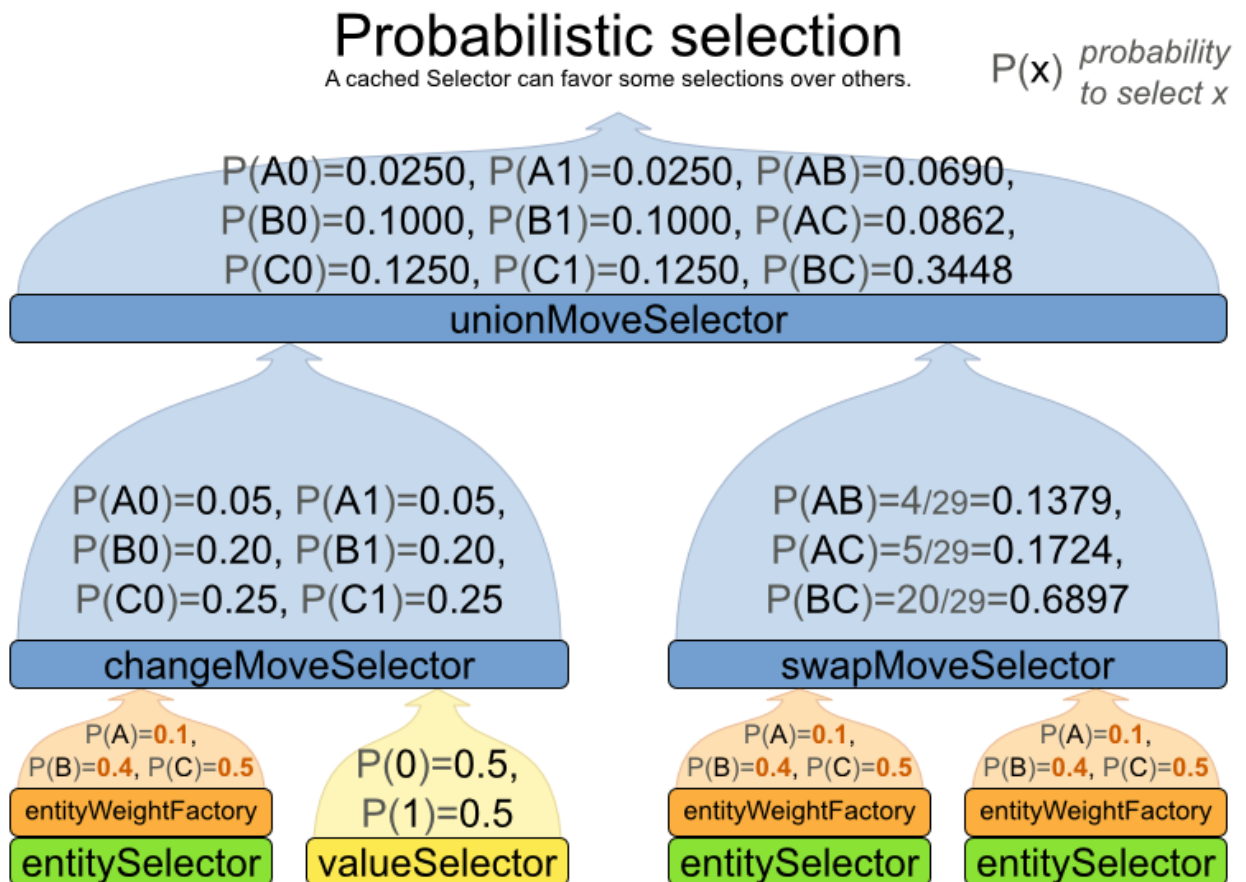 Probabilistic selection
A cached Selector can favor some selections over others.
P(x) probability
to select x
P(A0)=0.0250, P(A1)=0.0250, P(AB)=0.0690,
P(B0)=0.1000, P(B1)=0.1000, P(AC)=0.0862,
P(C0)=0.1250, P(C1)=0.1250, P(BC)=0.3448
unionMoveSelector
P(A0)=0.05, P(A1)=0.05,
P(B0)=0.20, P(B1)=0.20,
P(C0)=0.25, P(C1)=0.25
changeMoveSelector
P(AB)=4/29=0.1379,
P(AC)=5/29=0.1724,
P(BC)=20/29=0.6897
swapMoveSelector
P(A)=0.1,
P(B)=0.4, P(C)=0.5
entityWeightFactory
entitySelector
P(0)=0.5,
P(1)=0.5
valueSelector
P(A)=0.1,
P(B)=0.4, P(C)=0.5
entityWeightFactory
entitySelector
P(A)=0.1,
P(B)=0.4, P(C)=0.5
entityWeightFactory
entitySelector